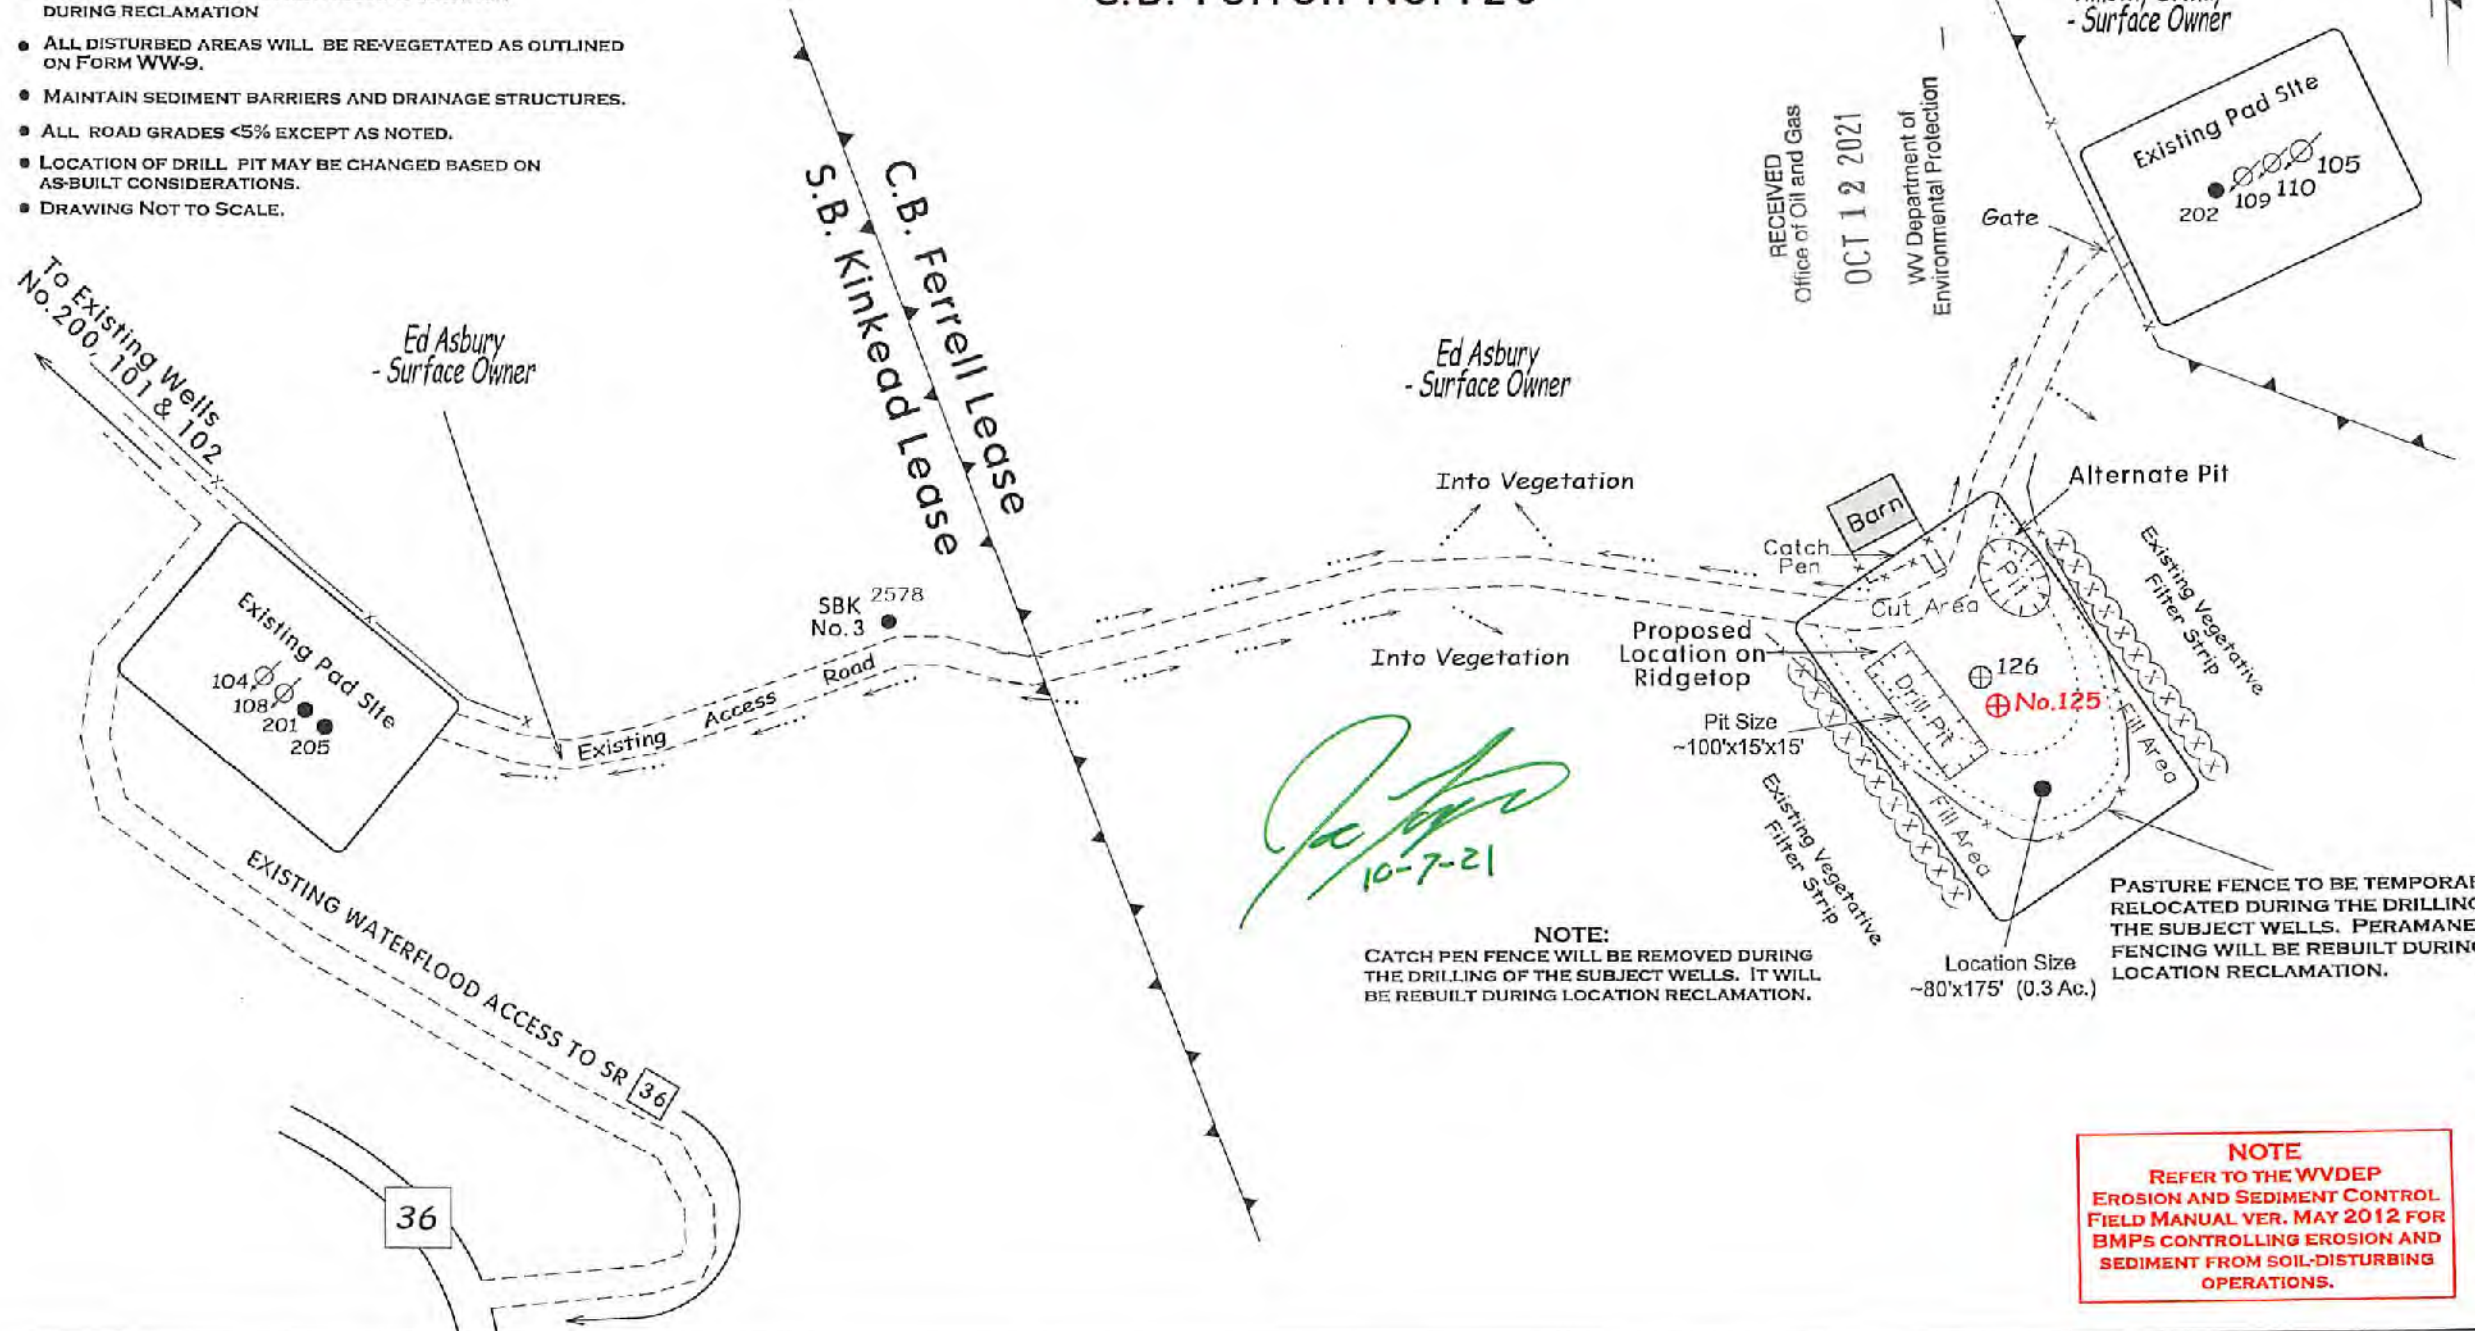 DURING RECLAMATION
• ALL DISTURBED AREAS WILL BE RE-VEGETATED AS OUTLINED
ON FORM WW-9.
• MAINTAIN SEDIMENT BARRIERS AND DRAINAGE STRUCTURES.
• ALL ROAD GRADES <5% EXCEPT AS NOTED.
• LOCATION OF DRILL PIT MAY BE CHANGED BASED ON
AS-BUILT CONSIDERATIONS.
• DRAWING NOT TO SCALE.
- Surface Owner
RECEIVED
Office of Oil and Gas
OCT 12 2021
WV Department of
Environmental Protection
Existing Pad Site
105
110
109
202
Gate
To Existing Wells
No. 200, 101 & 102
Ed Asbury
- Surface Owner
C.B. Ferrell Lease
S.B. Kinkead Lease
Ed Asbury
- Surface Owner
Into Vegetation
Alternate Pit
Barn
Catch
Pen
Pit
Cut Area
Existing Vegetative
Filter Strip
SBK 2578
No. 3
Existing Pad Site
104
108
201
205
Existing Access Road
Into Vegetation
Proposed
Location on
Ridgetop
126
No.125
Drill Pit
Pit Size
~100'x15'x15'
Fill Area
Fill Area
Existing Vegetative
Filter Strip
10-7-21
EXISTING WATERFLOOD ACCESS TO SR 36
NOTE:
CATCH PEN FENCE WILL BE REMOVED DURING
THE DRILLING OF THE SUBJECT WELLS. IT WILL
BE REBUILT DURING LOCATION RECLAMATION.
Location Size
~80'x175' (0.3 Ac.)
PASTURE FENCE TO BE
RELOCATED DURING THE DRILLING
THE SUBJECT WELLS.
FENCING WILL BE REBUILT DURING
LOCATION RECLAMATION.
36
NOTE
REFER TO THE WVDEP
EROSION AND SEDIMENT CONTROL
FIELD MANUAL VER. MAY 2012 FOR
BMPS CONTROLLING EROSION AND
SEDIMENT FROM SOIL-DISTURBING
OPERATIONS.